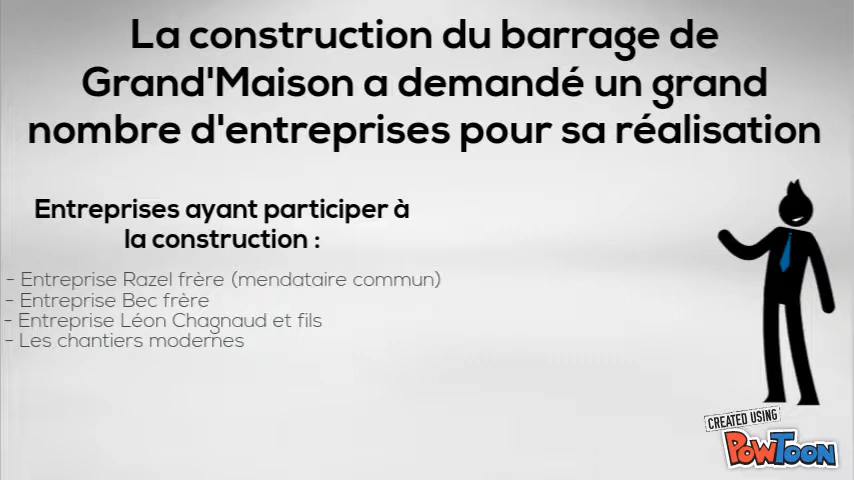 La construction du barrage de
Grand'Maison a demandé un grand
nombre d'entreprises pour sa réalisation
Entreprises ayant participer à
la construction :
- Entreprise Razel frère (mendataire commun)
- Entreprise Bec frère
- Entreprise Léon Chagnaud et fils
- Les chantiers modernes
CREATED USING
POWTOON